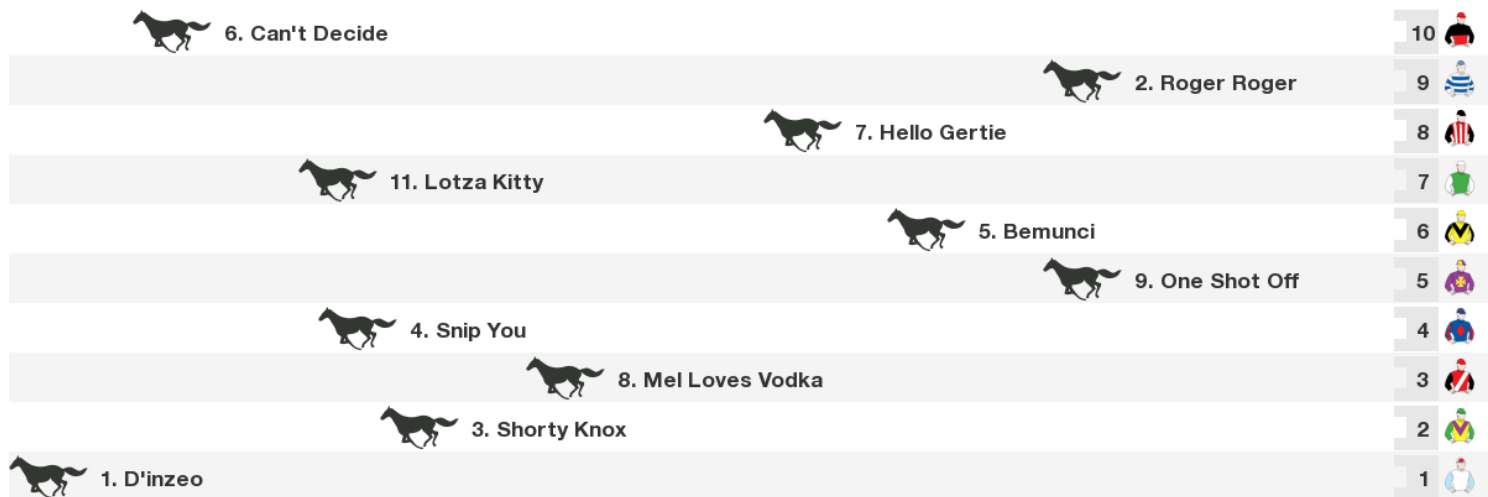 6. Can't Decide 10
2. Roger Roger 9
7. Hello Gertie 8
11. Lotza Kitty 7
5. Bemunci 6
9. One Shot Off 5
4. Snip You 4
8. Mel Loves Vodka 3
3. Shorty Knox 2
1. D'inzeo 1